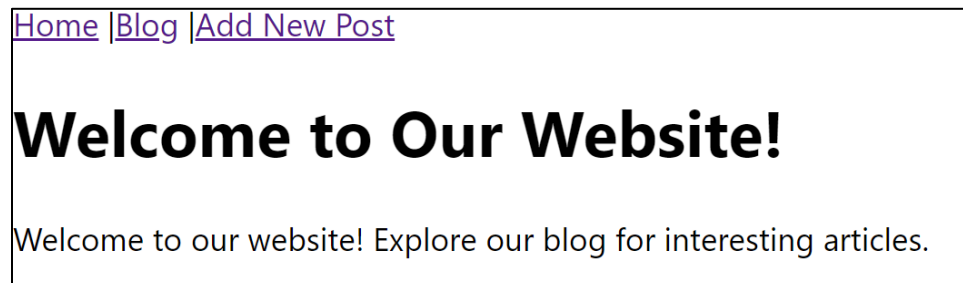 Home |Blog |Add New Post
Welcome to Our Website!
Welcome to our website! Explore our blog for interesting articles.